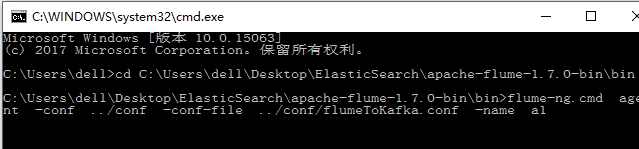 C:\WINDOWS\system32\cmd.exe
Microsoft Windows [版本 10.0.15063]
(c) 2017 Microsoft Corporation。保留所有权利。
C:\Users\dell>cd C:\Users\dell\Desktop\ElasticSearch\apache-flume-1.7.0-bin\bin
C:\Users\dell\Desktop\ElasticSearch\apache-flume-1.7.0-bin\bin>flume-ng.cmd  age
nt  -conf  ../conf  -conf-file  ../conf/flumeToKafka.conf  -name  a1